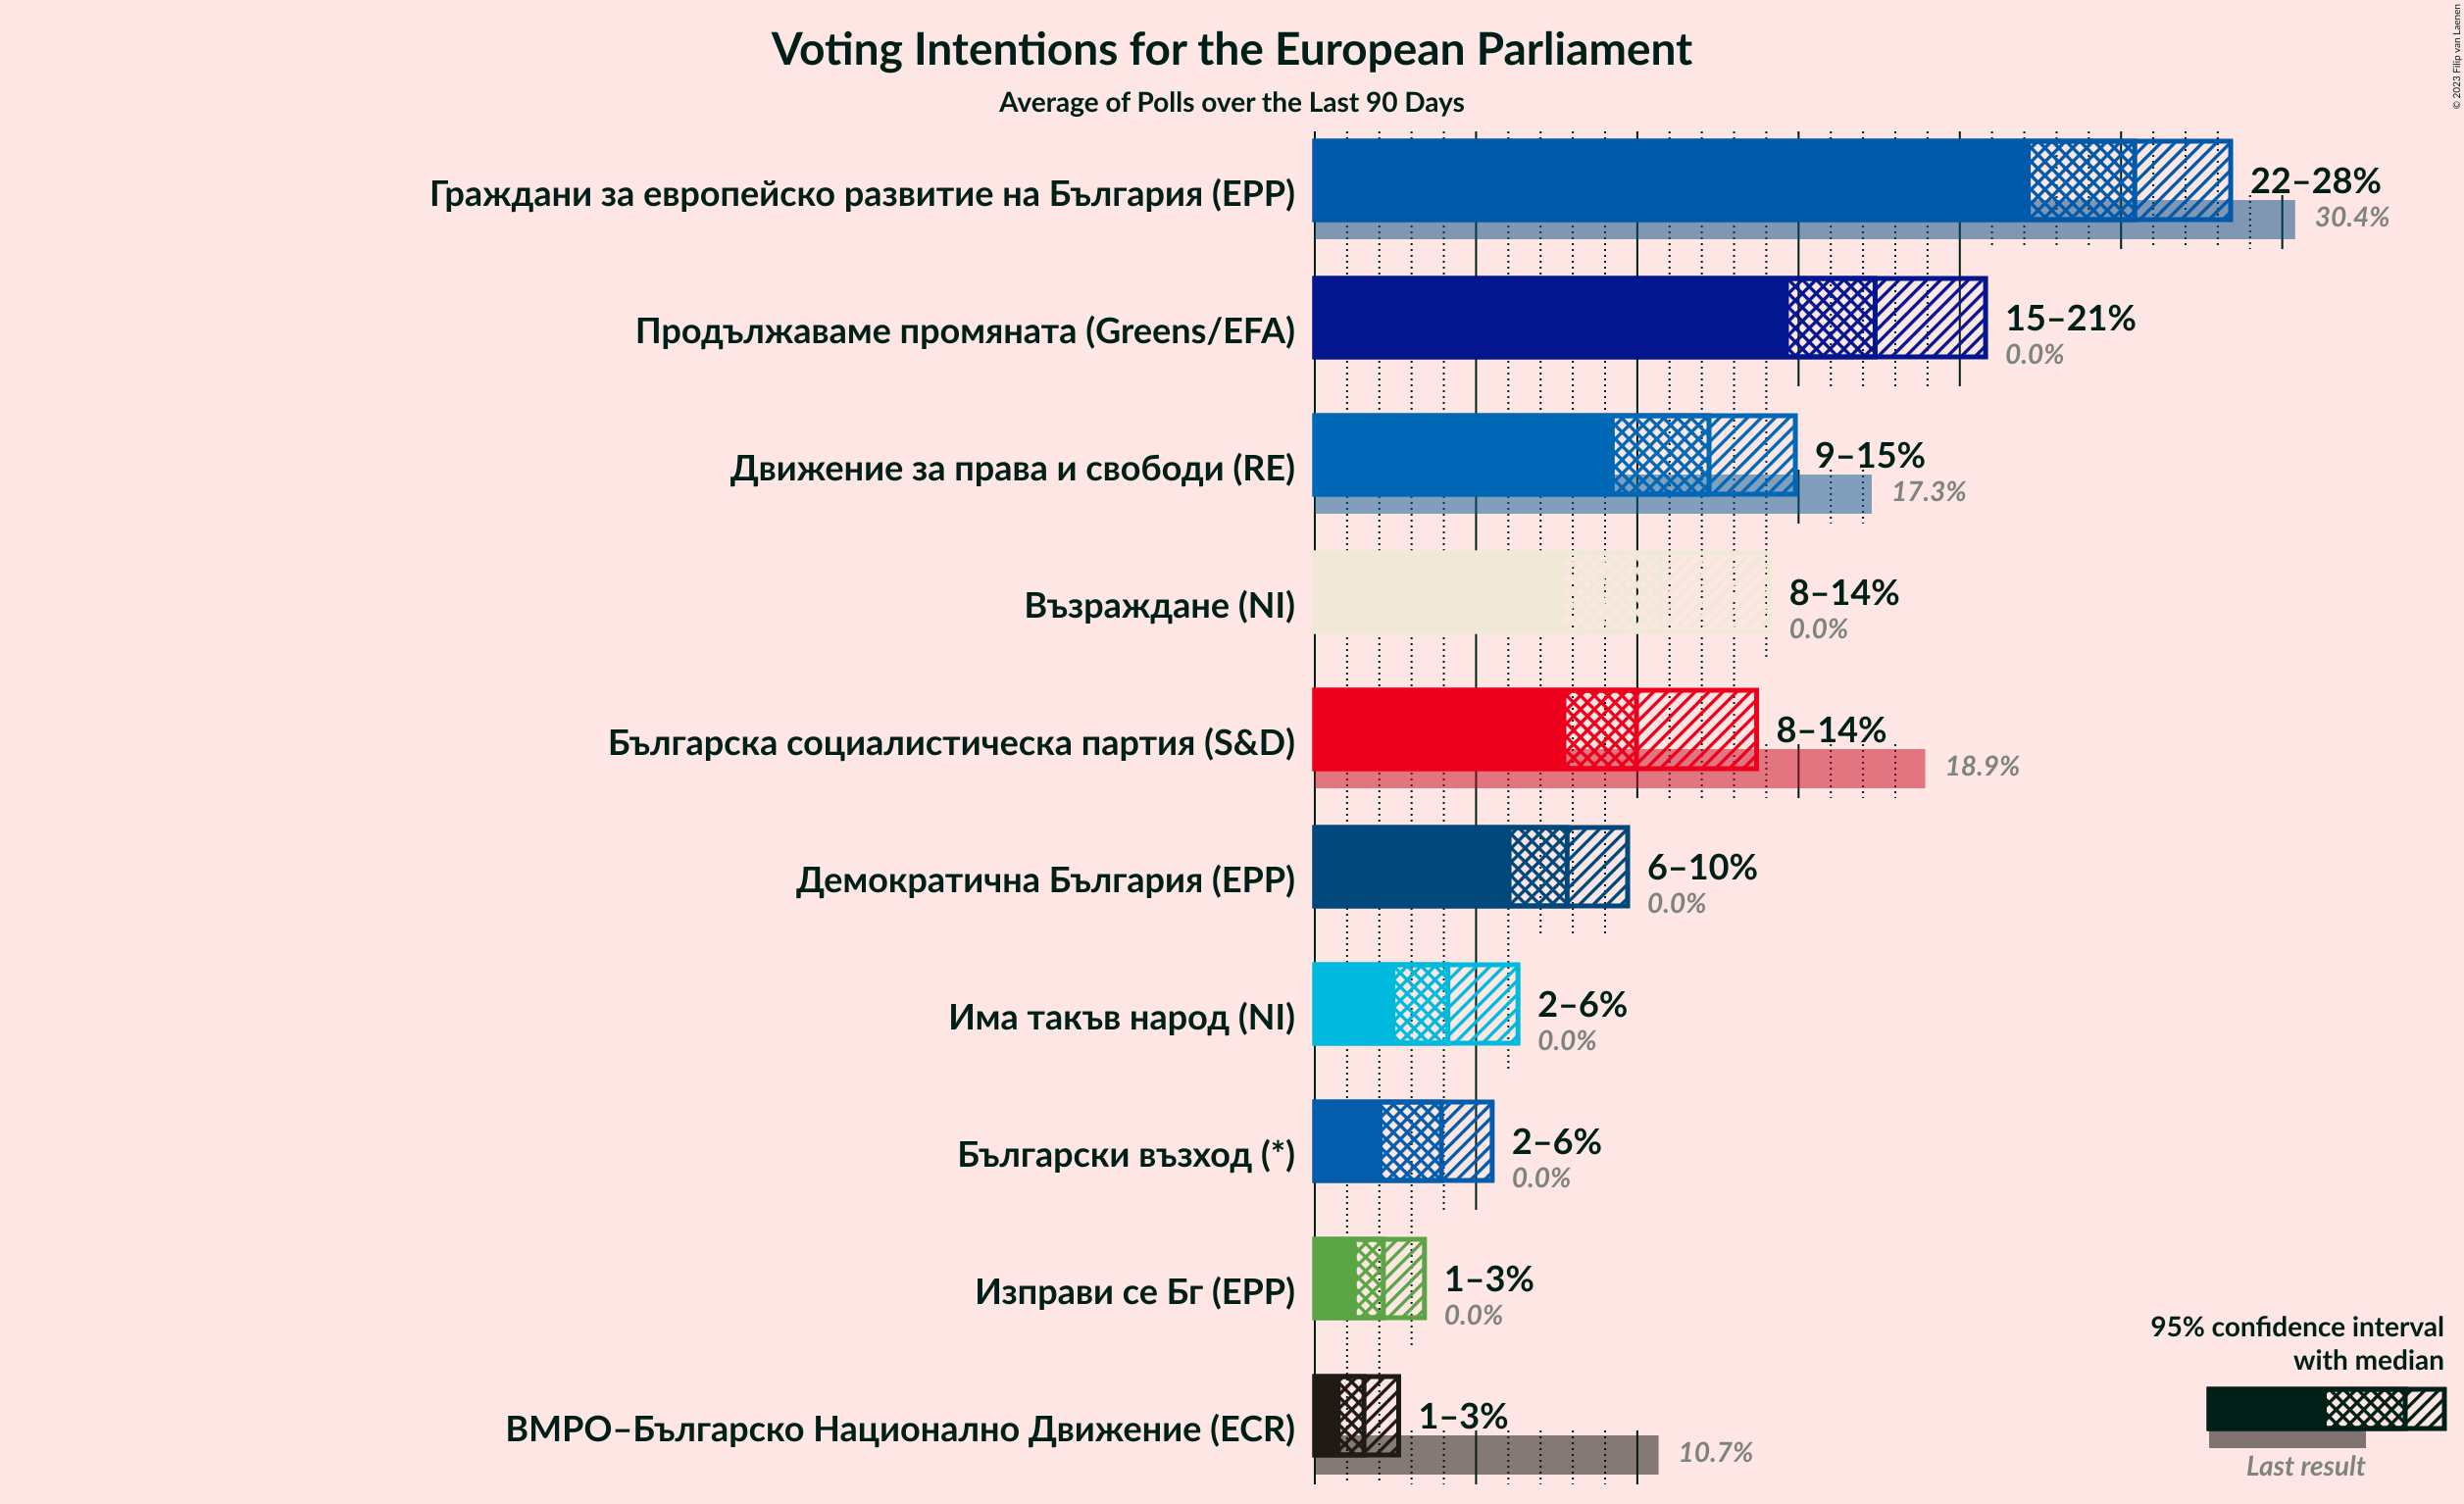 © 2023 Filip van Laenen
Voting Intentions for the European Parliament
Average of Polls over the Last 90 Days
Граждани за европейско развитие на България (EPP)
22–28%
30.4%
Продължаваме промяната (Greens/EFA)
15–21%
0.0%
Движение за права и свободи (RE)
9–15%
17.3%
Възраждане (NI)
8–14%
0.0%
Българска социалистическа партия (S&D)
8–14%
18.9%
Демократична България (EPP)
6–10%
0.0%
Има такъв народ (NI)
2–6%
0.0%
Български възход (*)
2–6%
0.0%
Изправи се Бг (EPP)
1–3%
0.0%
ВМРО–Българско Национално Движение (ECR)
1–3%
10.7%
95% confidence interval
with median
Last result